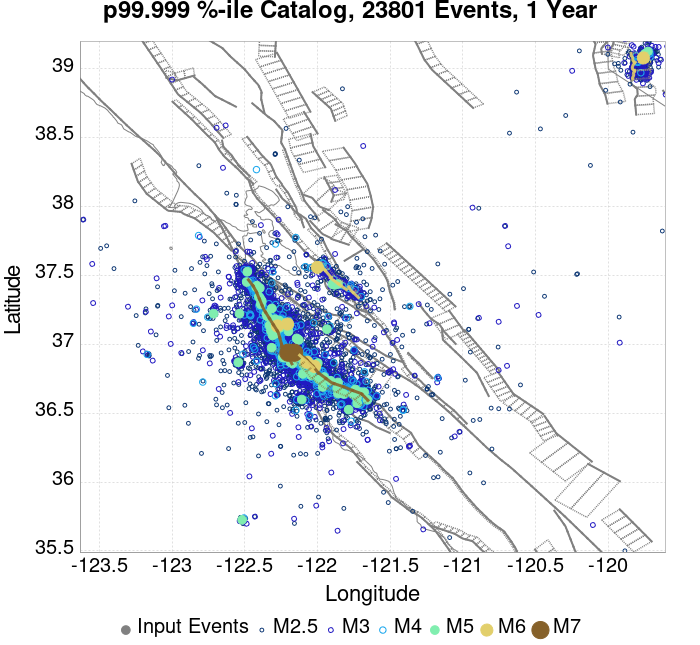 p99.999 %-ile Catalog, 23801 Events, 1 Year
39
38.5
38
37.5
37
36.5
36
35.5
Latitude
-123.5 -123 -122.5 -122 -121.5 -121 -120.5 -120
Longitude
Input Events M2.5 M3 M4 M5 M6 M7